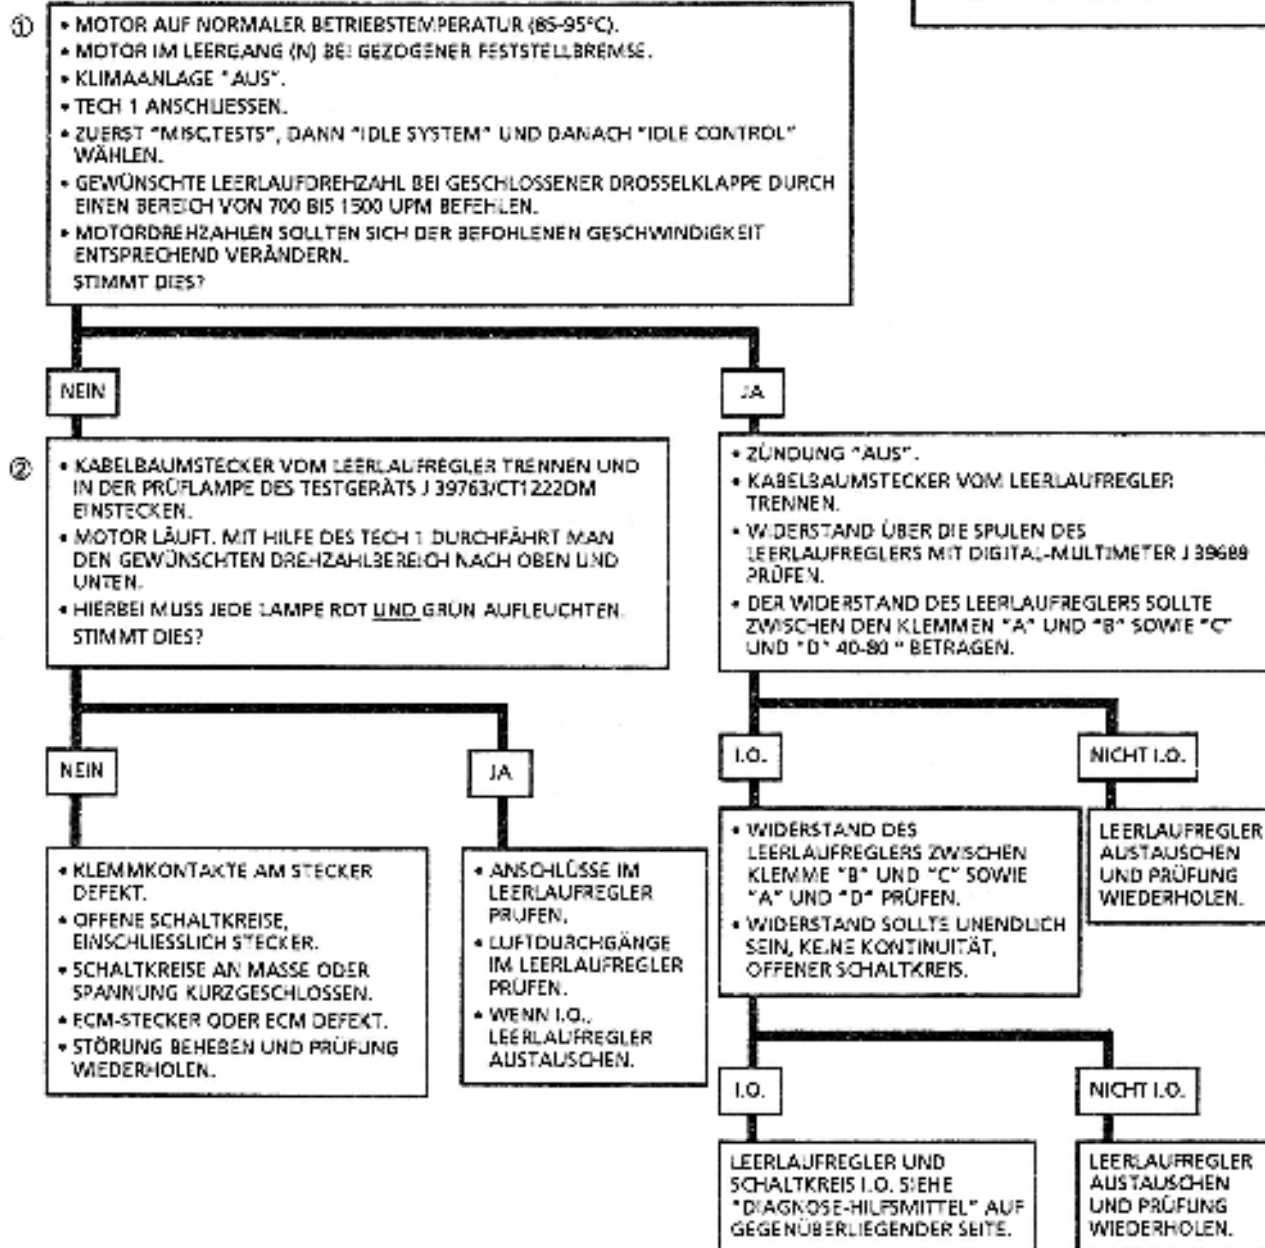 ①
• MOTOR AUF NORMALER BETRIEBSTEMPERATUR (85-95°C).
• MOTOR IM LEERGANG (N) BEI GEZOGENER FESTSTELLBREMSE.
• KLIMAANLAGE "AUS".
• TECH 1 ANSCHLIESSEN.
• ZUERST "MISC.TESTS", DANN "IDLE SYSTEM" UND DANACH "IDLE CONTROL"
WÄHLEN.
• GEWÜNSCHTE LEERLAUFDREHZAHL BEI GESCHLOSSENER DROSSELKLAPPE DURCH
EINEN BEREICH VON 700 BIS 1500 UPM BEFEHLEN.
• MOTORDREHZAHLEN SOLLTEN SICH DER BEFOHLENEN GESCHWINDIGKEIT
ENTSPRECHEND VERÄNDERN.
STIMMT DIES?
NEIN
JA
②
• KABELBAUMSTECKER VOM LEERLAUFREGLER TRENNEN UND
IN DER PRÜFLAMPE DES TESTGERÄTS J 39763/CT1222DM
EINSTECKEN.
• MOTOR LÄUFT. MIT HILFE DES TECH 1 DURCHFÄHRT MAN
DEN GEWÜNSCHTEN DREHZAHLBEREICH NACH OBEN UND
UNTEN.
• HIERBEI MUSS JEDE LAMPE ROT UND GRÜN AUFLEUCHTEN.
STIMMT DIES?
• ZÜNDUNG "AUS".
• KABELBAUMSTECKER VOM LEERLAUFREGLER
TRENNEN.
• WIDERSTAND ÜBER DIE SPULEN DES
LEERLAUFREGLERS MIT DIGITAL-MULTIMETER J 39689
PRÜFEN.
• DER WIDERSTAND DES LEERLAUFREGLERS SOLLTE
ZWISCHEN DEN KLEMMEN "A" UND "B" SOWIE "C"
UND "D" 40-80 " BETRAGEN.
NEIN
JA
I.O.
NICHT I.O.
• KLEMMKONTAKTE AM STECKER
DEFEKT.
• OFFENE SCHALTKREISE,
EINSCHLIESSLICH STECKER.
• SCHALTKREISE AN MASSE ODER
SPANNUNG KURZGESCHLOSSEN.
• ECM-STECKER ODER ECM DEFEKT.
• STÖRUNG BEHEBEN UND PRÜFUNG
WIEDERHOLEN.
• ANSCHLÜSSE IM
LEERLAUFREGLER
PRÜFEN.
• LUFTDURCHGÄNGE
IM LEERLAUFREGLER
PRÜFEN.
• WENN I.O.,
LEERLAUFREGLER
AUSTAUSCHEN.
• WIDERSTAND DES
LEERLAUFREGLERS ZWISCHEN
KLEMME "B" UND "C" SOWIE
"A" UND "D" PRÜFEN.
• WIDERSTAND SOLLTE UNENDLICH
SEIN, KEINE KONTINUITÄT,
OFFENER SCHALTKREIS.
LEERLAUFREGLER
AUSTAUSCHEN
UND PRÜFUNG
WIEDERHOLEN.
I.O.
NICHT I.O.
LEERLAUFREGLER UND
SCHALTKREIS I.O. SIEHE
"DIAGNOSE-HILFSMITTEL" AUF
GEGENÜBERLIEGENDER SEITE.
LEERLAUFREGLER
AUSTAUSCHEN
UND PRÜFUNG
WIEDERHOLEN.